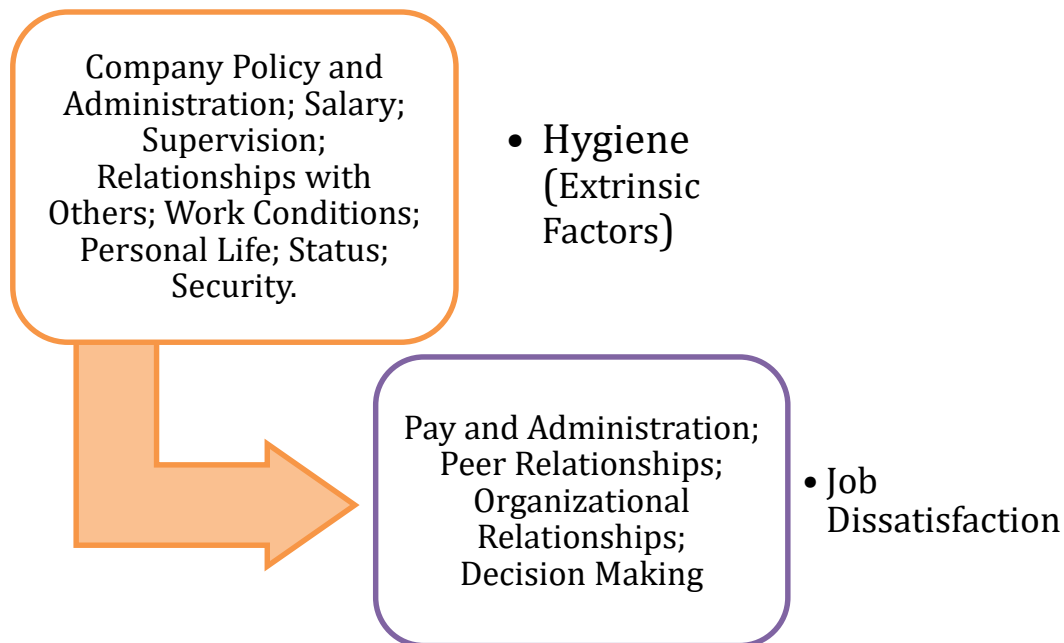 Company Policy and
Administration; Salary;
Supervision;
Relationships with
Others; Work Conditions;
Personal Life; Status;
Security.
• Hygiene
(Extrinsic
Factors)
Pay and Administration;
Peer Relationships;
Organizational
Relationships;
Decision Making
• Job
Dissatisfaction